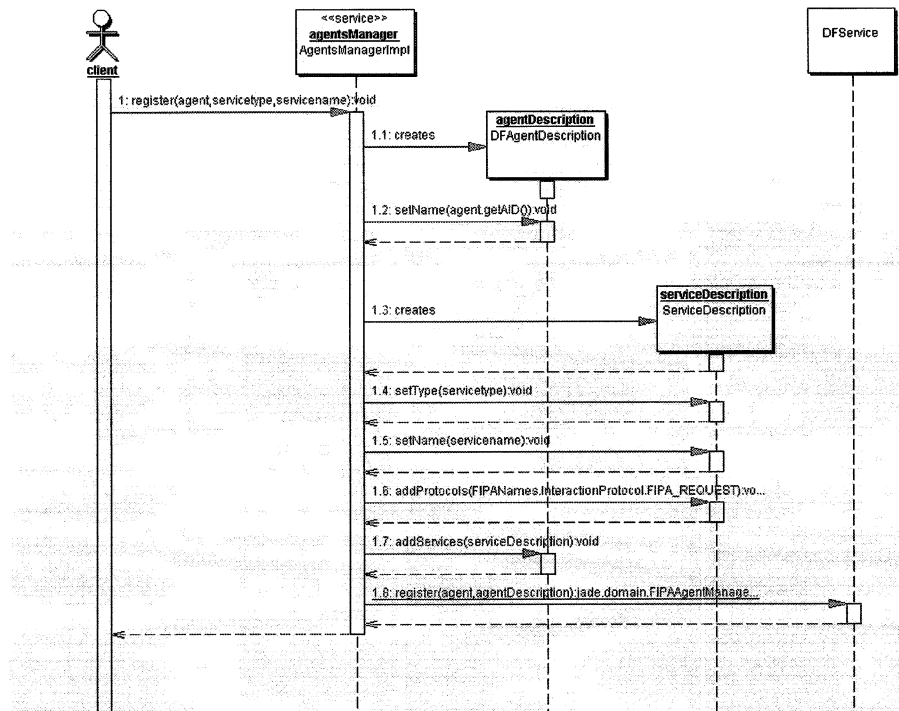 <<service>>
agentsManager
AgentsManagerImpl
DFService
client
1: register(agent,servicetype,servicename):void
agentDescription
DFAgentDescription
1.1: creates
1.2: setName(agent.getAID()):void
serviceDescription
ServiceDescription
1.3: creates
1.4: setType(servicetype):void
1.5: setName(servicename):void
1.6: addProtocols(FIPANames.InteractionProtocol.FIPA_REQUEST):vo...
1.7: addServices(serviceDescription):void
1.8: register(agent,agentDescription):jade.domain.FIPAAgentManage...